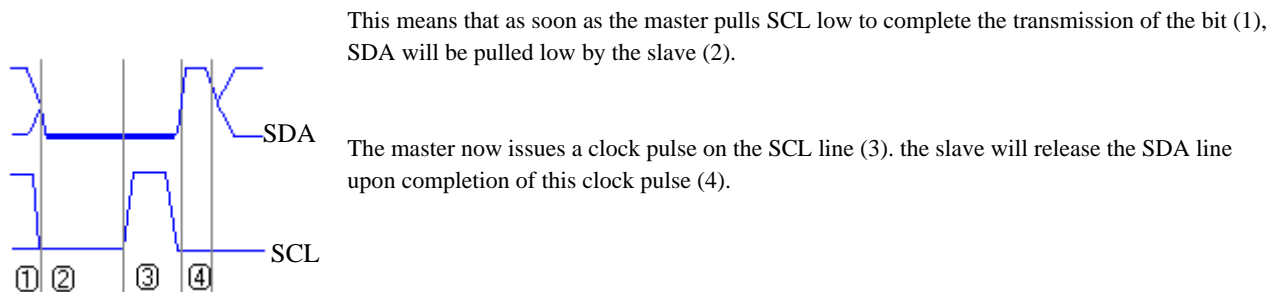 This means that as soon as the master pulls SCL low to complete the transmission of the bit (1),
SDA will be pulled low by the slave (2).
SDA
The master now issues a clock pulse on the SCL line (3). the slave will release the SDA line
upon completion of this clock pulse (4).
SCL
① ② ③ ④